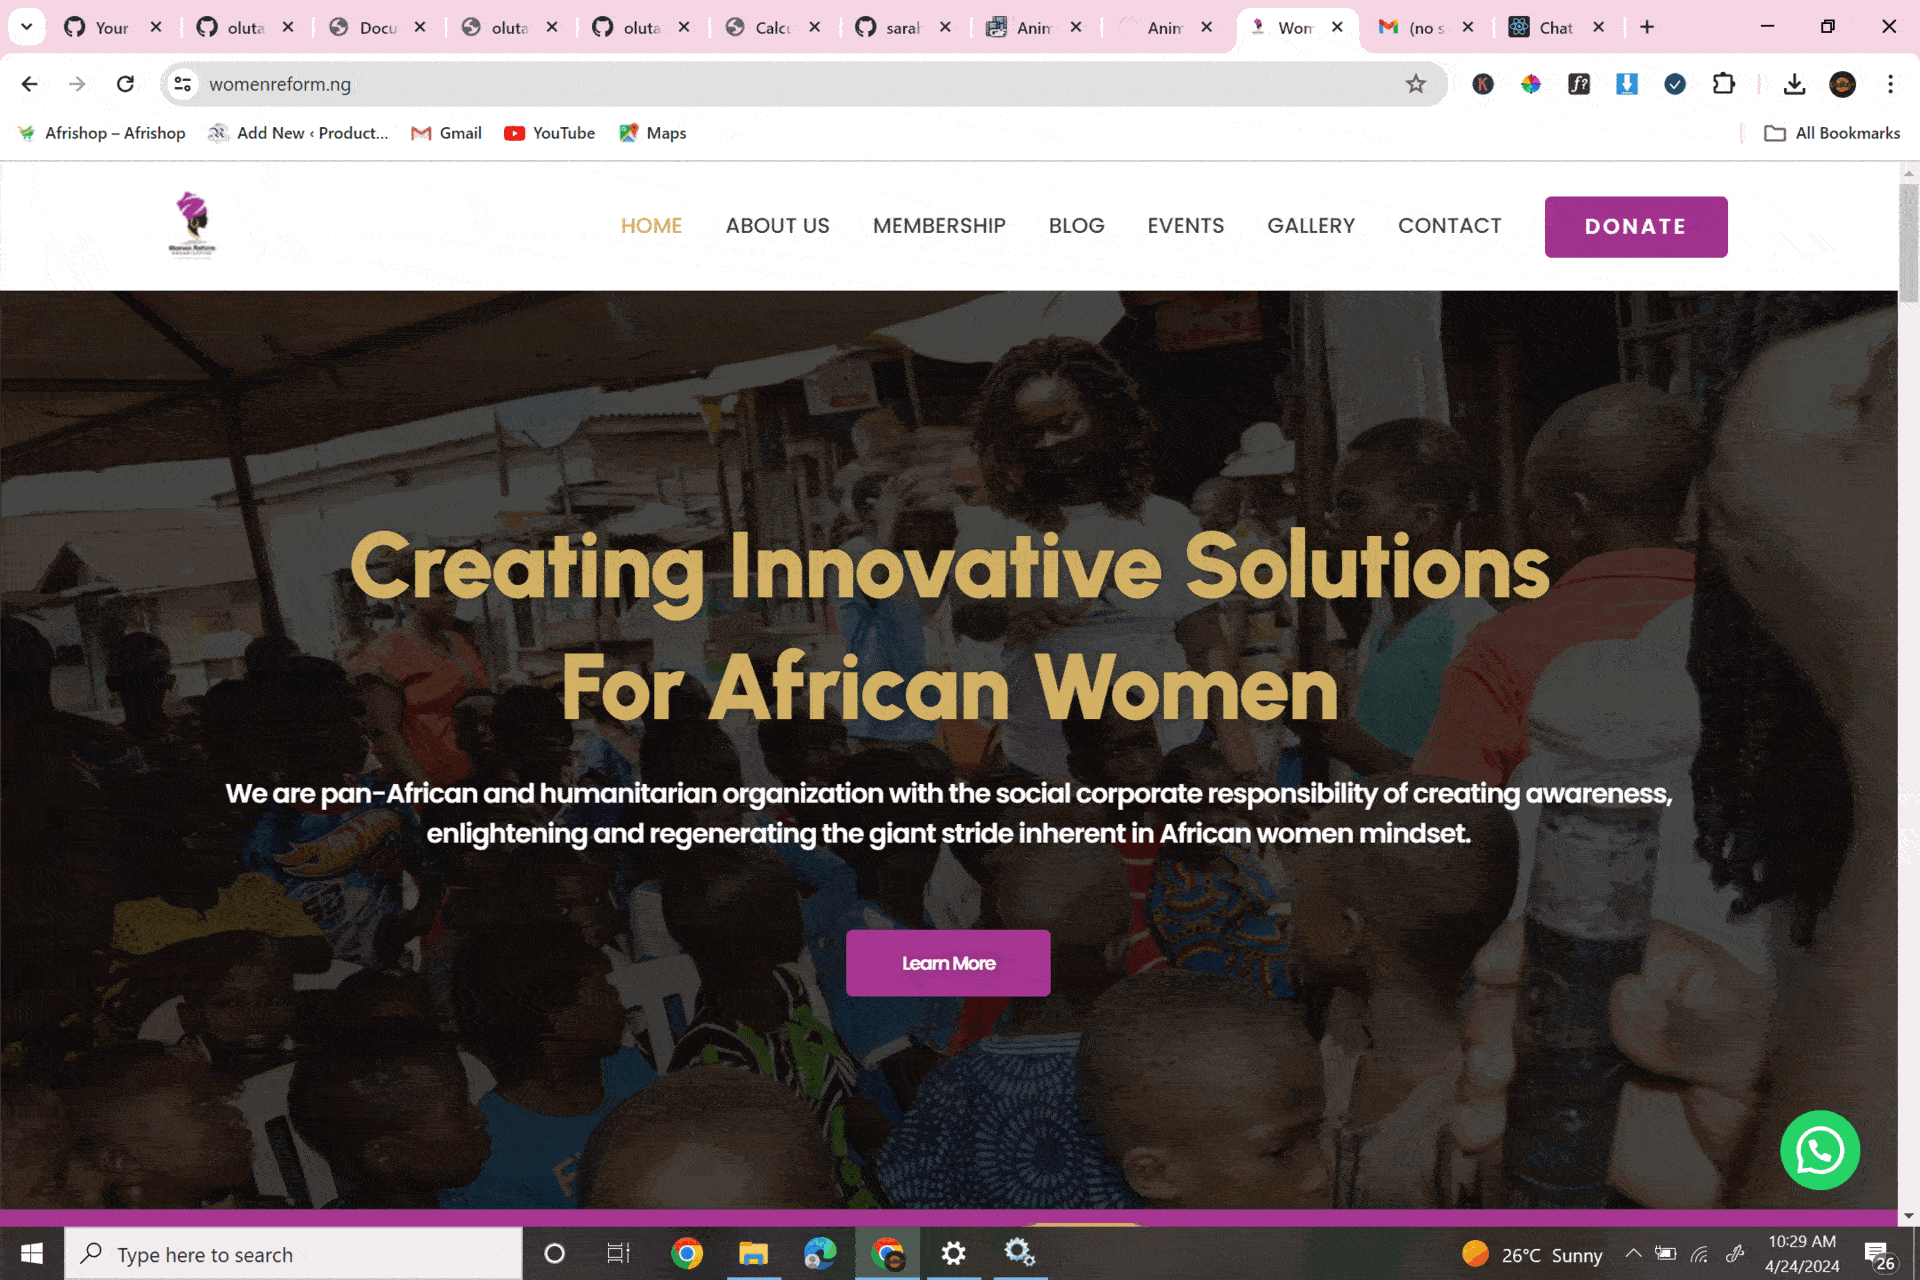 Your
oluta
Docu
oluta
oluta
Calcu
sarah
Anim
Anim
Wom
(no s
Chat
womenreform.ng
Afrishop – Afrishop
Add New ‹ Product...
Gmail
YouTube
Maps
All Bookmarks
HOME
ABOUT US
MEMBERSHIP
BLOG
EVENTS
GALLERY
CONTACT
DONATE
Creating Innovative Solutions
For African Women
We are pan-African and humanitarian organization with the social corporate responsibility of creating awareness,
enlightening and regenerating the giant stride inherent in African women mindset.
Learn More
Type here to search
26°C Sunny
10:29 AM
4/24/2024
26